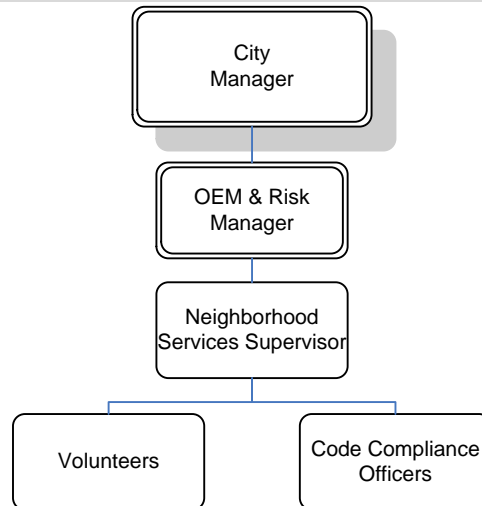 City
Manager
OEM & Risk
Manager
Neighborhood
Services Supervisor
Volunteers
Code Compliance
Officers